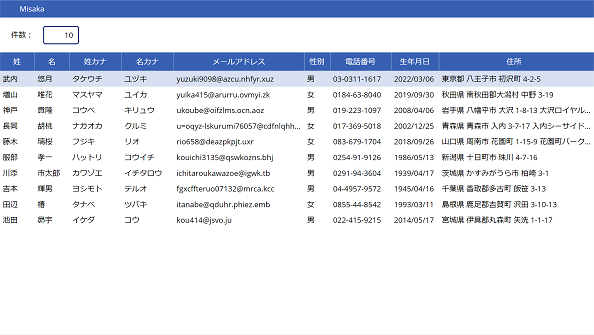 Misaka
件数： 10
姓 名 姓カナ 名カナ メールアドレス 性別 電話番号 生年月日 住所
武内 悠月 タケウチ ユヅキ yuzuki9098@azcu.nhfyr.xuz 男 03-0311-1617 2022/03/06 東京都 八王子市 初沢町 4-2-5
増山 唯花 マスヤマ ユイカ yuika415@arurru.ovmyi.zk 女 0184-63-8040 2019/09/30 秋田県 南秋田郡大潟村 中野 3-19
神戸 貴隆 コウベ キリュウ ukoube@oifzlms.ocn.aoz 男 019-223-1097 2008/04/06 岩手県 八幡平市 大沢 1-8-13 大沢ロイヤル...
長岡 胡桃 ナガオカ クルミ u=oqyz-lskurumi76057@cdfnlqhh... 女 017-369-5018 2002/12/25 青森県 青森市 入内 3-7-17 入内シーサイド...
藤木 璃桜 フジキ リオ rio658@deazpkpjt.uxr 女 083-679-1704 2018/09/26 山口県 周南市 花園町 1-15-9 花園町パーク...
服部 孝一 ハットリ コウイチ kouichi3135@qswkozns.bhj 男 0254-91-9126 1986/05/13 新潟県 十日町市 珠川 4-7-16
川添 市太郎 カワゾエ イチタロウ ichitaroukawazoe@igwk.tb 男 0291-94-3604 1939/04/17 茨城県 かすみがうら市 柏崎 3-1
吉本 輝男 ヨシモト テルオ fgxcffteruo07132@mrca.kcc 男 04-4957-9572 1945/04/16 千葉県 香取郡多古町 飯笹 3-13
田辺 椿 タナベ ツバキ itanabe@qduhr.phiez.emb 女 0855-44-8542 1993/03/11 島根県 鹿足郡吉賀町 沢田 3-10-13
池田 昴宇 イケダ コウ kou414@jsvo.ju 男 022-415-9215 2014/05/17 宮城県 伊具郡丸森町 矢洗 1-1-17